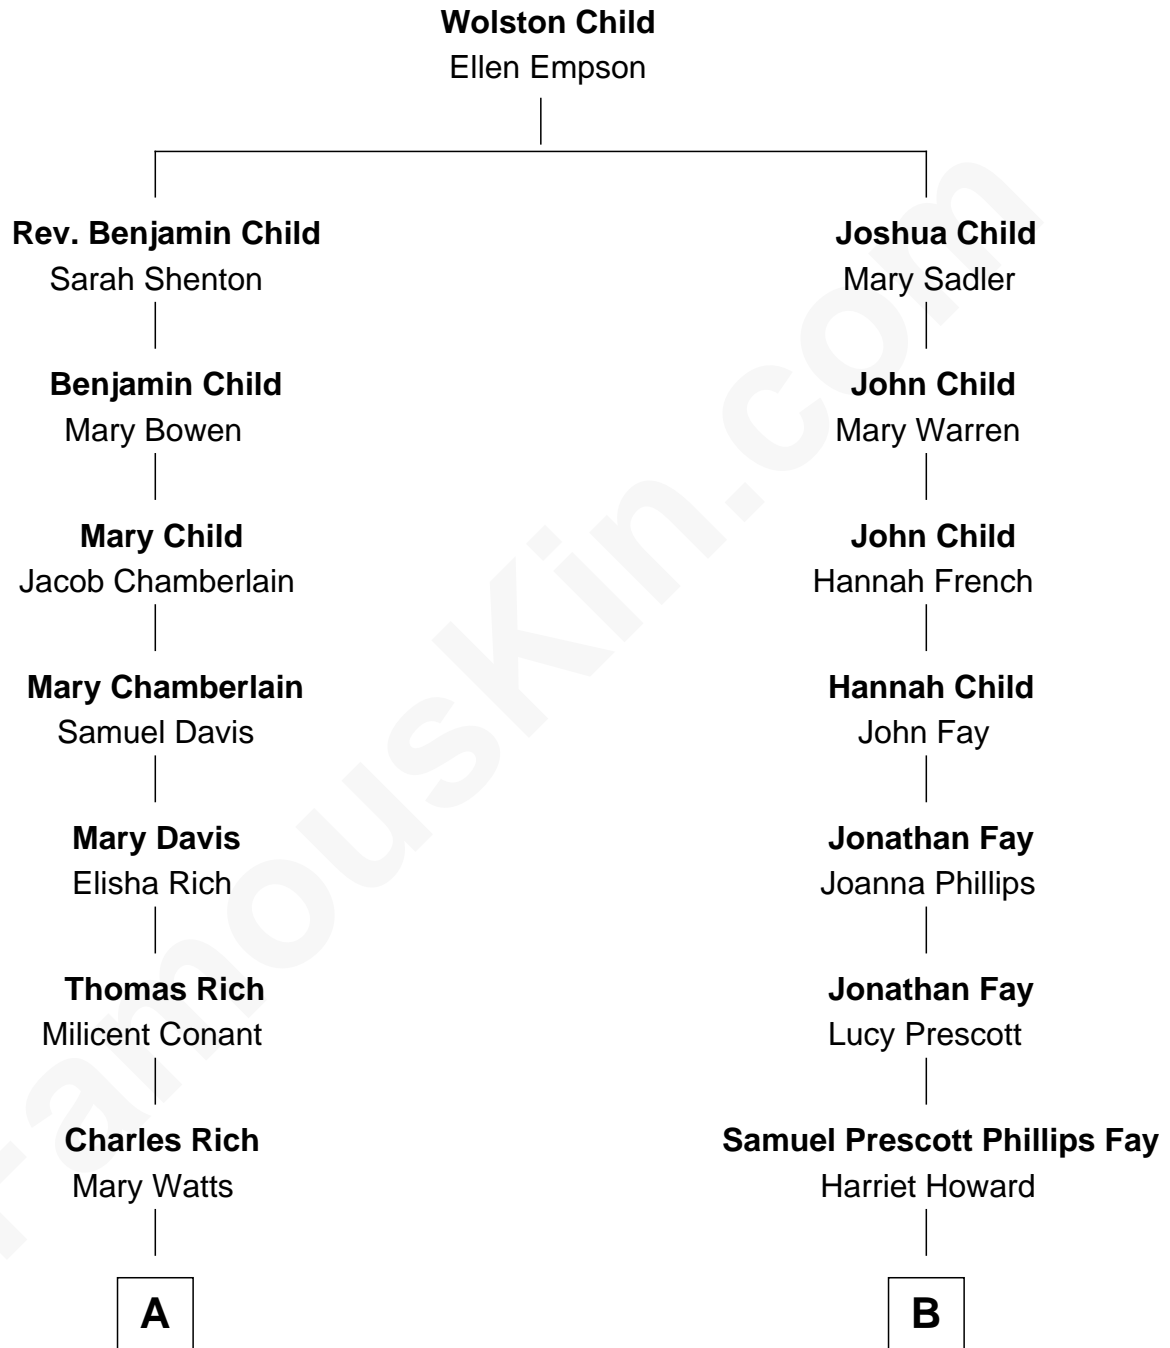 Wolston Child
Ellen Empson
Rev. Benjamin Child
Sarah Shenton
Joshua Child
Mary Sadler
Benjamin Child
Mary Bowen
John Child
Mary Warren
Mary Child
Jacob Chamberlain
John Child
Hannah French
Mary Chamberlain
Samuel Davis
Hannah Child
John Fay
Mary Davis
Elisha Rich
Jonathan Fay
Joanna Phillips
Thomas Rich
Milicent Conant
Jonathan Fay
Lucy Prescott
Charles Rich
Mary Watts
Samuel Prescott Phillips Fay
Harriet Howard
A
B
FamousKin.com